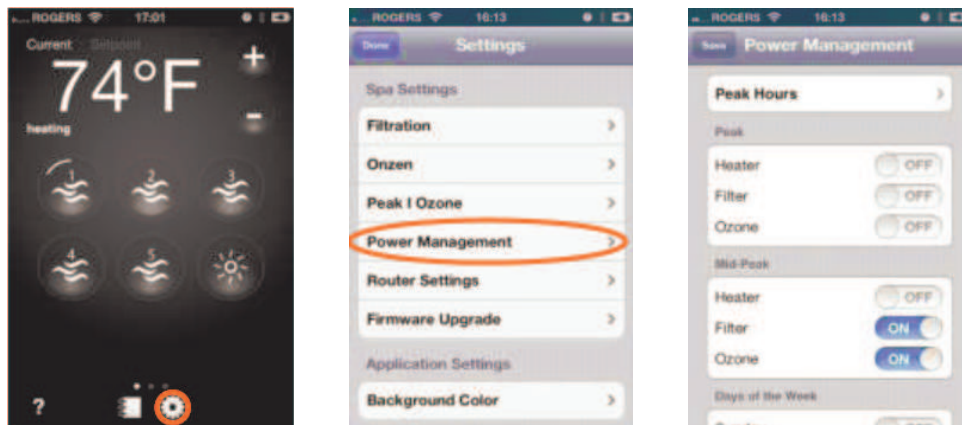 ROGERS 17:01
Current Setpoint
74°F
+
heating
-
1 2 3
4 5
?
ROGERS 16:13
Done Settings
Spa Settings
Filtration
Onzen
Peak I Ozone
Power Management
Router Settings
Firmware Upgrade
Application Settings
Background Color
ROGERS 16:13
Save Power Management
Peak Hours
Peak
Heater OFF
Filter OFF
Ozone OFF
Mid-Peak
Heater OFF
Filter ON
Ozone ON
Days of the Week
OFF